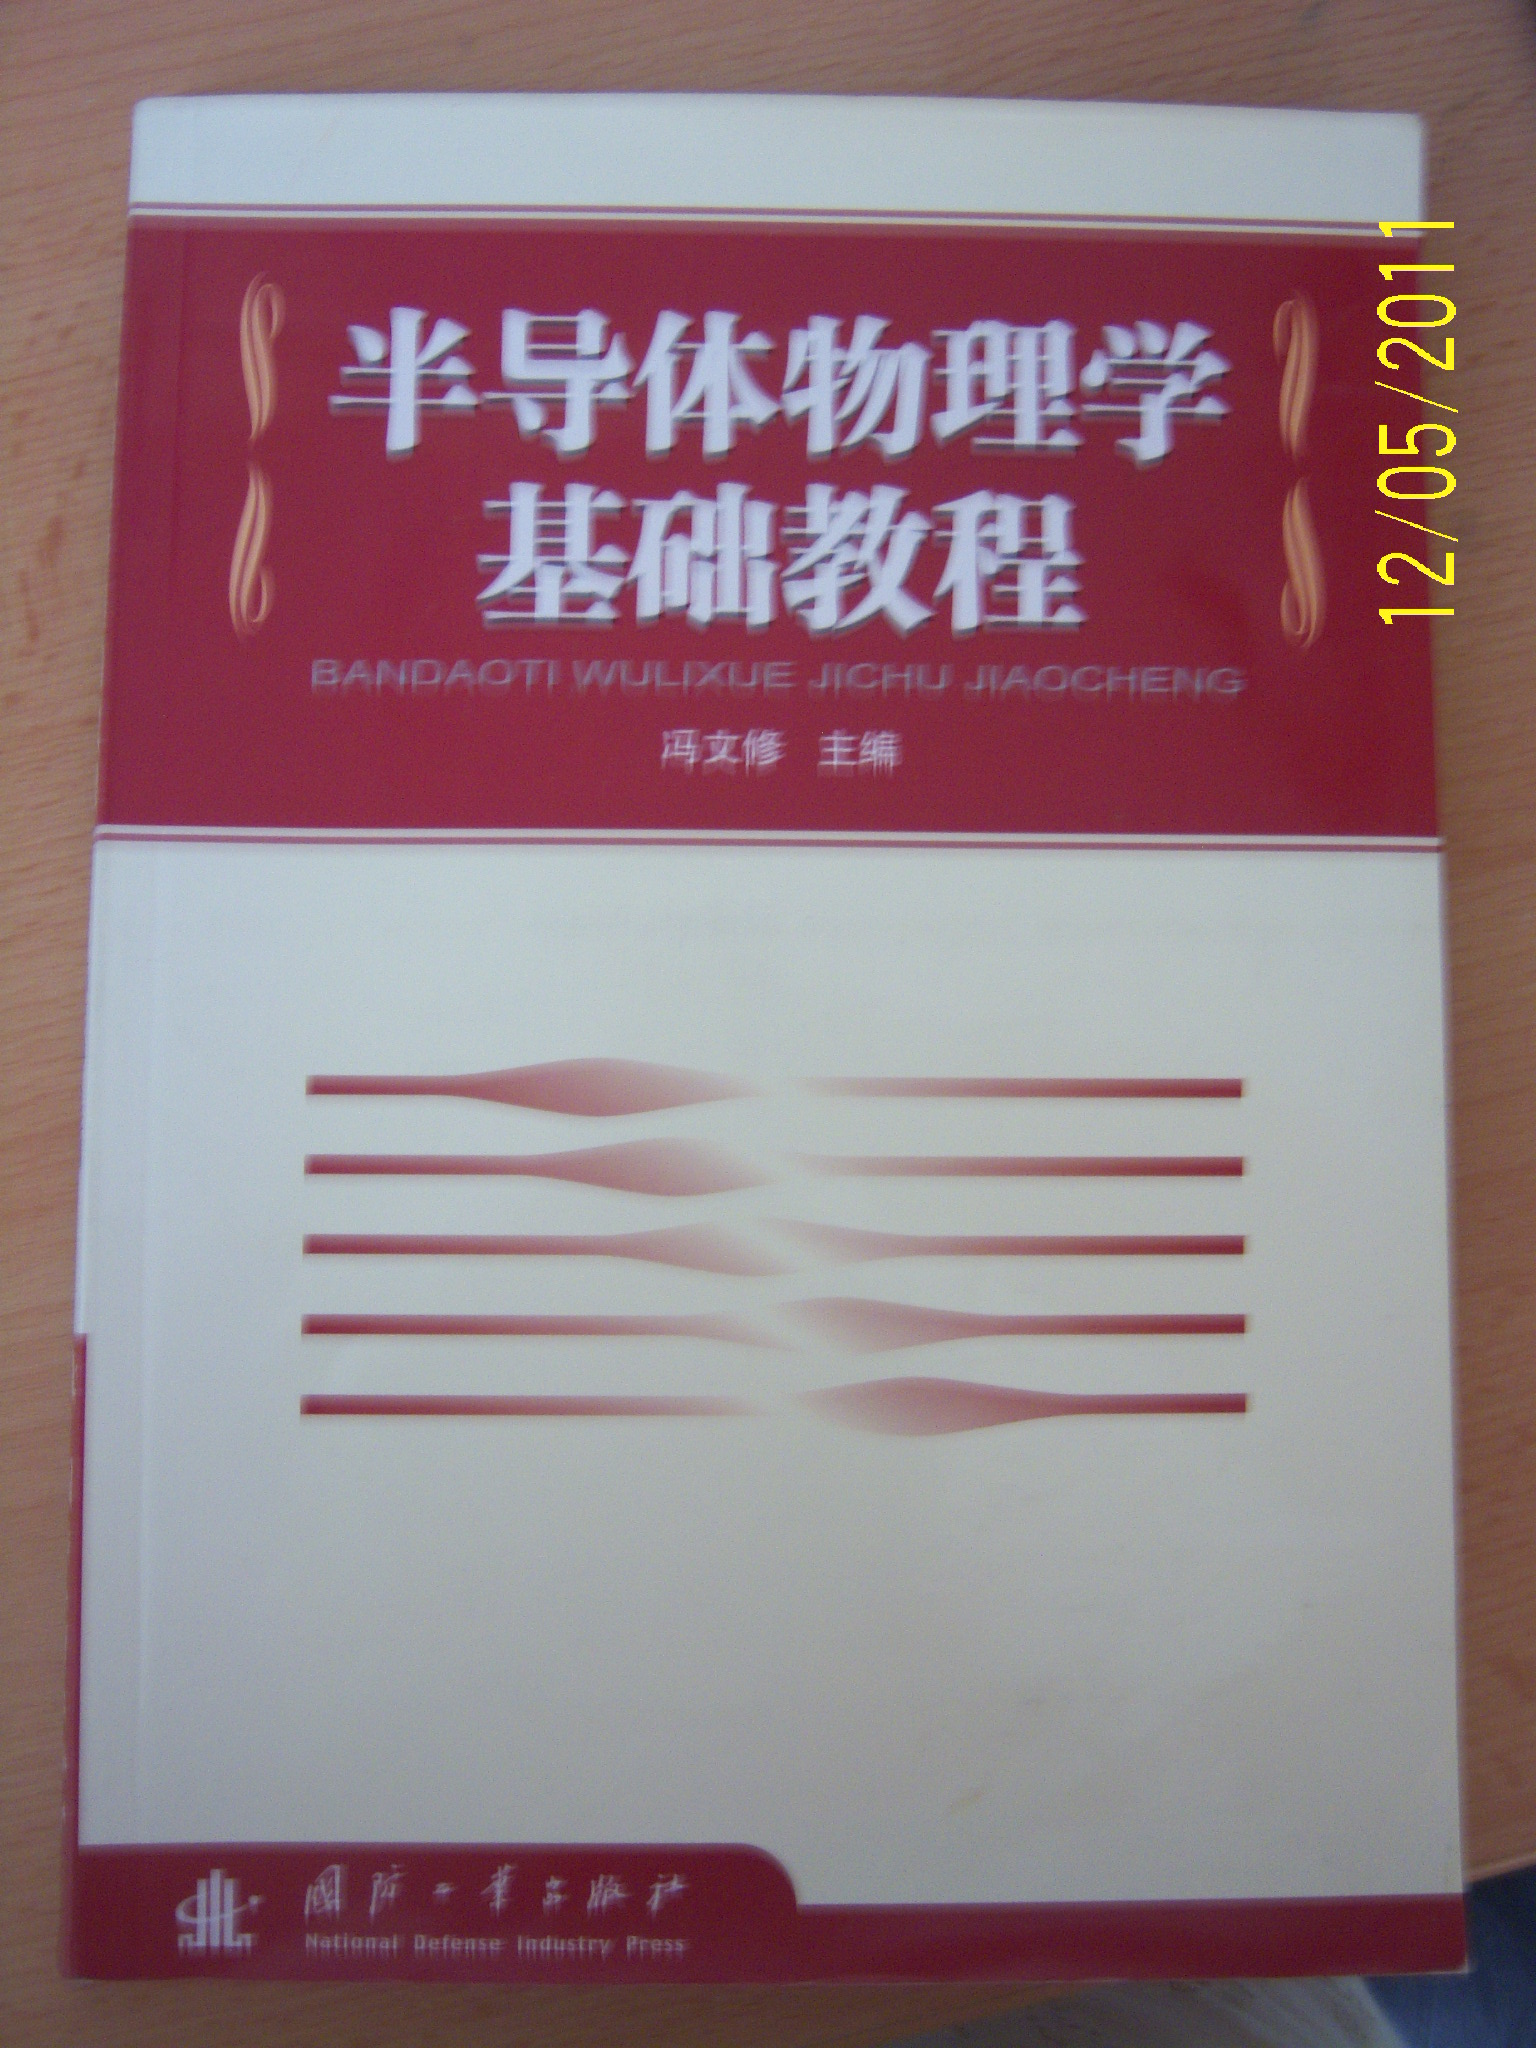 半导体物理学
基础教程
BANDAOTI WULIXUE JICHU JIAOCHENG
冯文修 主编
國防工业出版社
National Defense Industry Press
12/05/2011